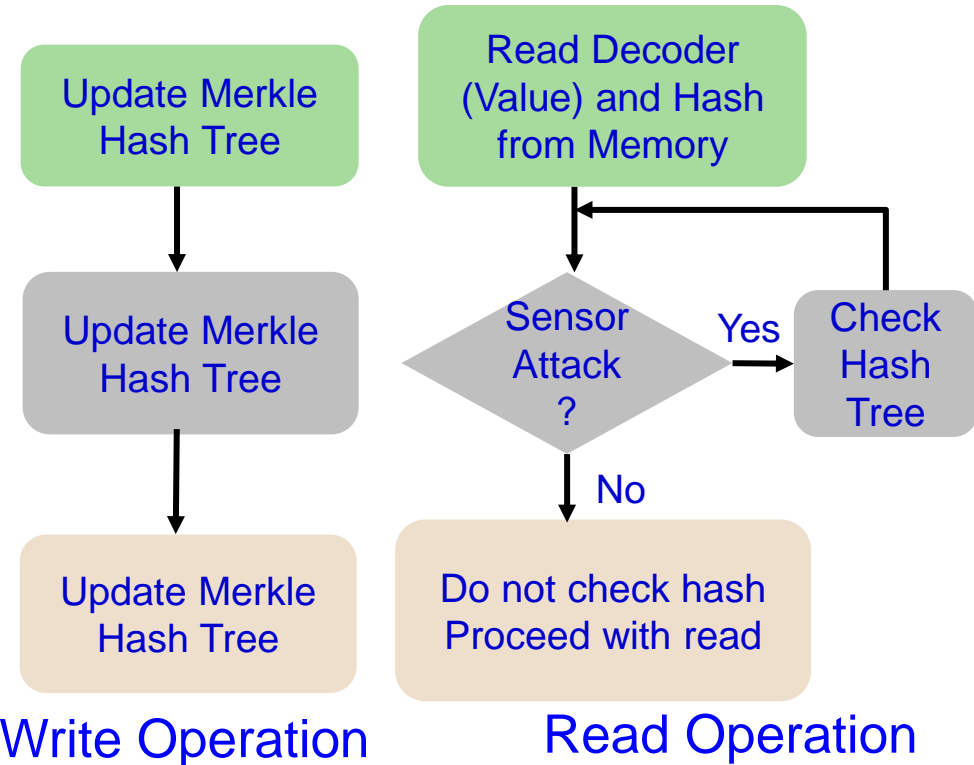 Update Merkle
Hash Tree
Update Merkle
Hash Tree
Update Merkle
Hash Tree
Write Operation
Read Decoder
(Value) and Hash
from Memory
Sensor
Attack
?
Yes
Check
Hash
Tree
No
Do not check hash
Proceed with read
Read Operation